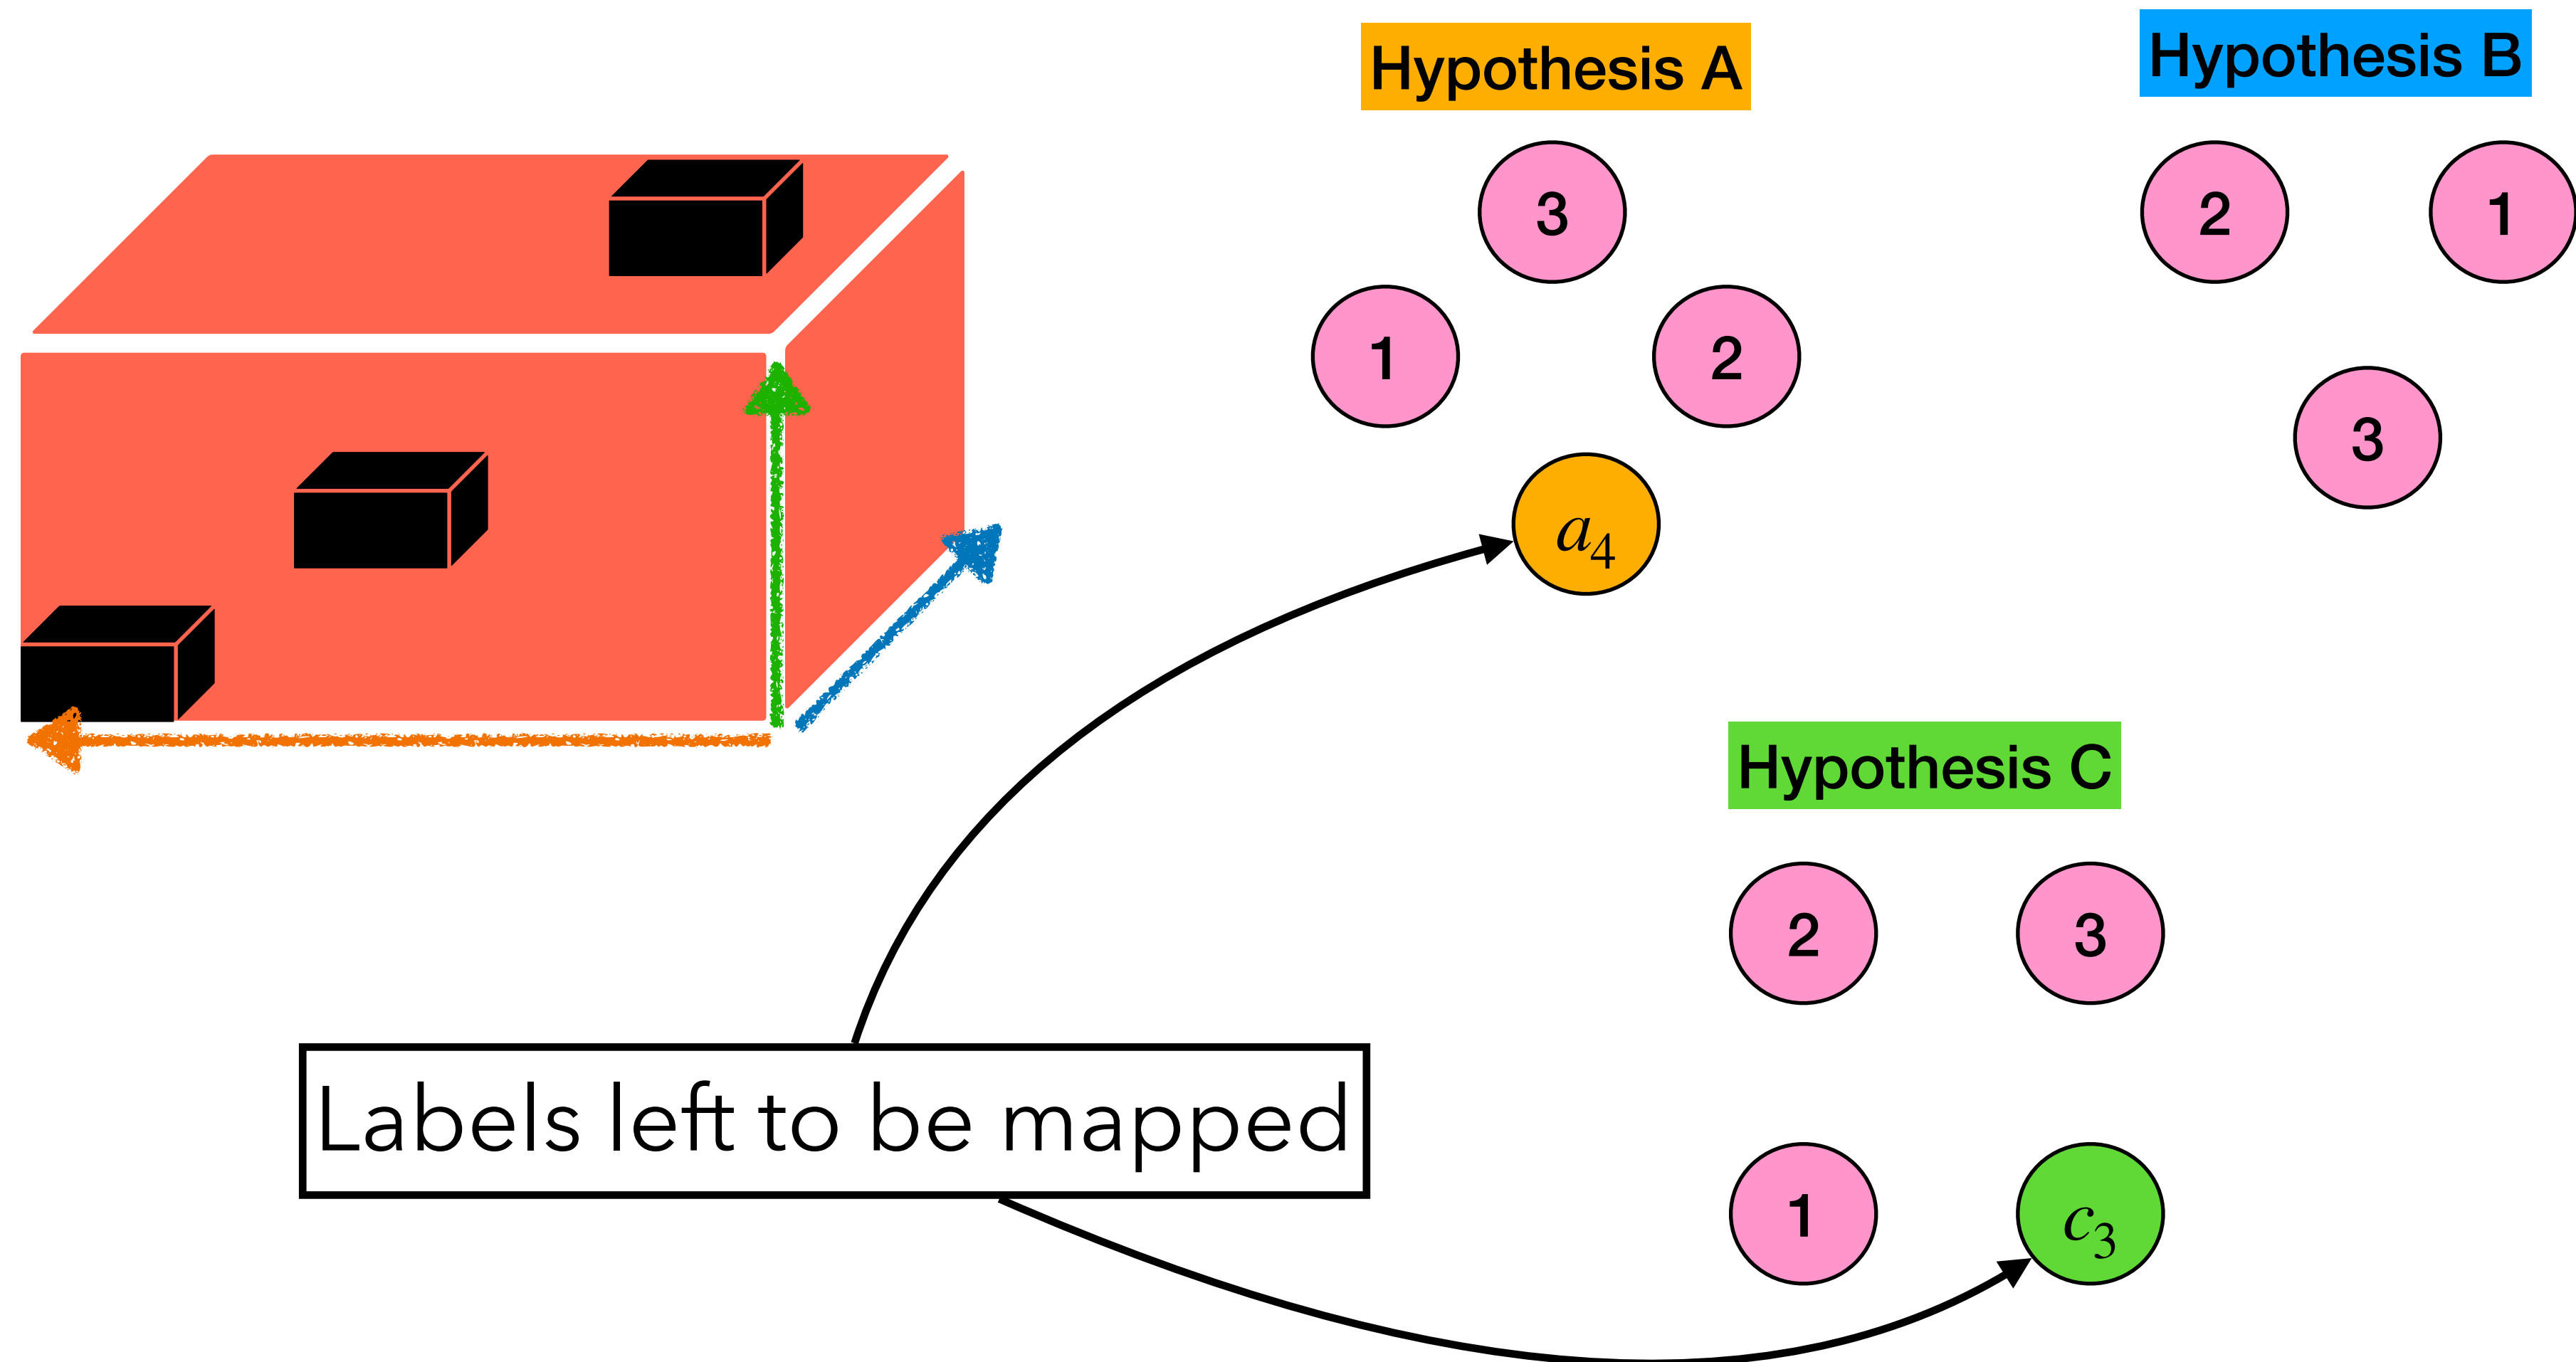 Hypothesis A
3
1
2
a₄
Hypothesis B
2
1
3
Hypothesis C
2
3
1
c₃
Labels left to be mapped